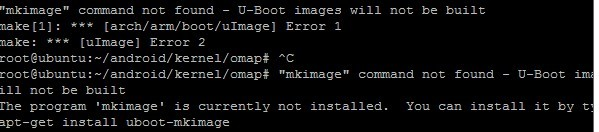 "mkimage" command not found - U-Boot images will not be built
make[1]: *** [arch/arm/boot/uImage] Error 1
make: *** [uImage] Error 2
root@ubuntu:~/android/kernel/omap# ^C
root@ubuntu:~/android/kernel/omap# "mkimage" command not found - U-Boot ima
ill not be built
The program 'mkimage' is currently not installed.  You can install it by ty
apt-get install uboot-mkimage